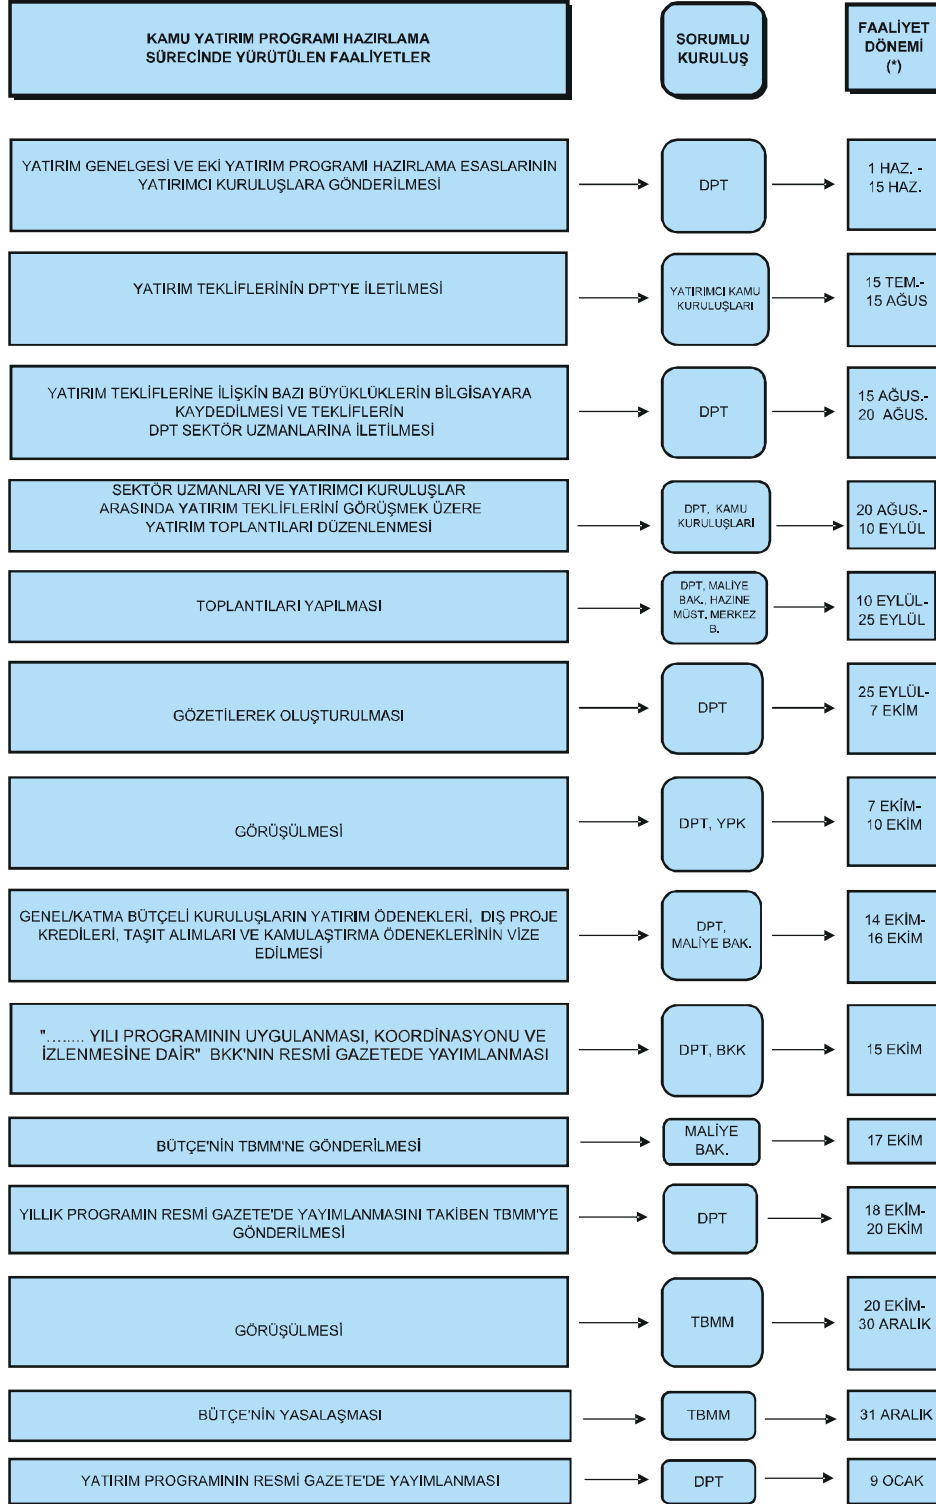 KAMU YATIRIM PROGRAMI HAZIRLAMA
SÜRECİNDE YÜRÜTÜLEN FAALİYETLER
SORUMLU
KURULUŞ
FAALİYET
DÖNEMİ
(*)
YATIRIM GENELGESİ VE EKİ YATIRIM PROGRAMI HAZIRLAMA ESASLARININ
YATIRIMCI KURULUŞLARA GÖNDERİLMESİ
DPT
1 HAZ. -
15 HAZ.
YATIRIM TEKLİFLERİNİN DPT'YE İLETİLMESİ
YATIRIMCI KAMU
KURULUŞLARI
15 TEM.-
15 AĞUS
YATIRIM TEKLİFLERİNE İLİŞKİN BAZI BÜYÜKLÜKLERİN BİLGİSAYARA
KAYDEDİLMESİ VE TEKLİFLERİN
DPT SEKTÖR UZMANLARINA İLETİLMESİ
DPT
15 AĞUS.-
20 AĞUS.
SEKTÖR UZMANLARI VE YATIRIMCI KURULUŞLAR
ARASINDA YATIRIM TEKLİFLERİNİ GÖRÜŞMEK ÜZERE
YATIRIM TOPLANTILARI DÜZENLENMESİ
DPT, KAMU
KURULUŞLARI
20 AĞUS.-
10 EYLÜL
TOPLANTILARI YAPILMASI
DPT, MALİYE
BAK., HAZİNE
MÜST. MERKEZ
B.
10 EYLÜL-
25 EYLÜL
GÖZETİLEREK OLUŞTURULMASI
DPT
25 EYLÜL-
7 EKİM
GÖRÜŞÜLMESİ
DPT, YPK
7 EKİM-
10 EKİM
GENEL/KATMA BÜTÇELİ KURULUŞLARIN YATIRIM ÖDENEKLERİ, DIŞ PROJE
KREDİLERİ, TAŞIT ALIMLARI VE KAMULAŞTIRMA ÖDENEKLERİNİN VİZE
EDİLMESİ
DPT,
MALİYE BAK.
14 EKİM-
16 EKİM
"........ YILI PROGRAMININ UYGULANMASI, KOORDİNASYONU VE
İZLENMESİNE DAİR" BKK'NIN RESMİ GAZETEDE YAYIMLANMASI
DPT, BKK
15 EKİM
BÜTÇE'NİN TBMM'NE GÖNDERİLMESİ
MALİYE
BAK.
17 EKİM
YILLIK PROGRAMIN RESMİ GAZETE'DE YAYIMLANMASINI TAKİBEN TBMM'YE
GÖNDERİLMESİ
DPT
18 EKİM-
20 EKİM
GÖRÜŞÜLMESİ
TBMM
20 EKİM-
30 ARALIK
BÜTÇE'NİN YASALAŞMASI
TBMM
31 ARALIK
YATIRIM PROGRAMININ RESMİ GAZETE'DE YAYIMLANMASI
DPT
9 OCAK